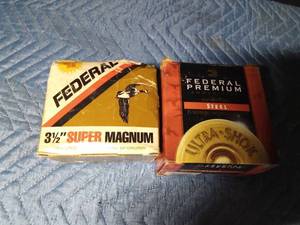 FEDERAL
3½" SUPER MAGNUM
FEDERAL
PREMIUM
STEEL
ULTRA·SHOK